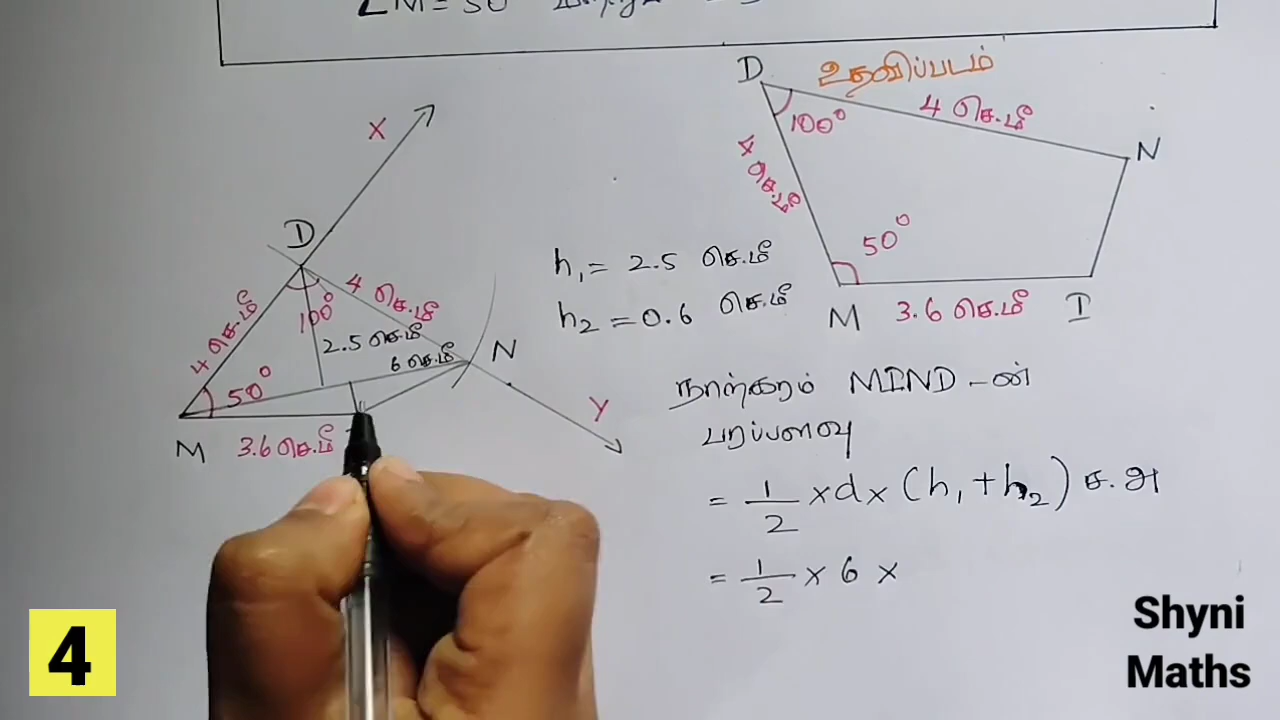 ∠M = 50°
X
D
4 செ.மீ
100°
4 செ.மீ
2.5 செ.மீ
6 செ.மீ
50°
N
Y
M
3.6 செ.மீ
h₁ = 2.5 செ.மீ
h₂ = 0.6 செ.மீ
உதவிப்படம்
D
4 செ.மீ
100°
N
4 செ.மீ
50°
M
3.6 செ.மீ
I
நாற்கரம் MIND-ன்
பரப்பளவு
= 1/2 × d × (h₁ + h₂) ச.அ
= 1/2 × 6 ×
4
Shyni
Maths